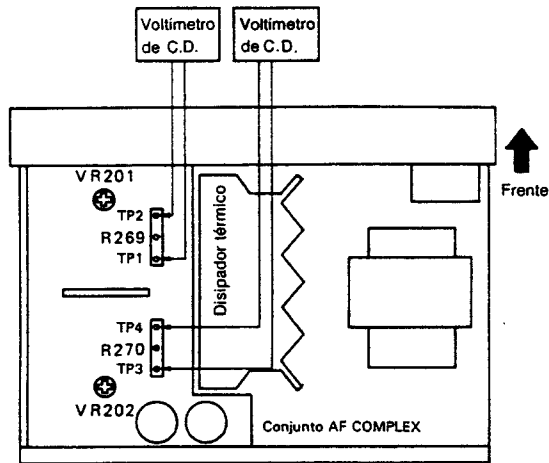 Voltímetro
de C.D.
Voltímetro
de C.D.
Frente
VR201
TP2
R269
TP1
Disipador térmico
TP4
R270
TP3
VR202
Conjunto AF COMPLEX